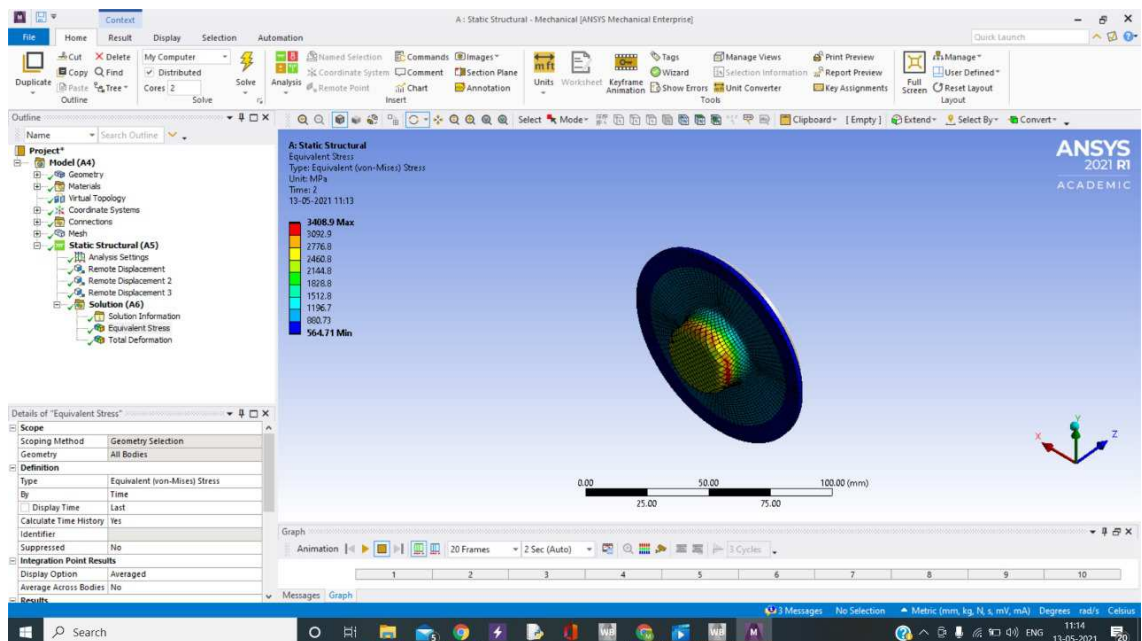 Context
A : Static Structural - Mechanical [ANSYS Mechanical Enterprise]
File Home Result Display Selection Automation Quick Launch
Duplicate Cut Copy Paste Delete Find Tree
Outline
My Computer
Distributed
Cores 2
Solve
Solve
Analysis Named Selection Coordinate System Remote Point Commands Comment Chart Images Section Plane Annotation
Insert
Units Worksheet Keyframe Animation
Tags
Wizard
Show Errors
Manage Views
Selection Information
Unit Converter
Print Preview
Report Preview
Key Assignments
Tools
Full Screen
Manage
User Defined
Reset Layout
Layout
Outline
Name Search Outline
Select Mode Clipboard [Empty] Extend Select By Convert
Project*
Model (A4)
Geometry
Materials
Virtual Topology
Coordinate Systems
Connections
Mesh
Static Structural (A5)
Analysis Settings
Remote Displacement
Remote Displacement 2
Remote Displacement 3
Solution (A6)
Solution Information
Equivalent Stress
Total Deformation
A: Static Structural
Equivalent Stress
Type: Equivalent (von-Mises) Stress
Unit: MPa
Time: 2
13-05-2021 11:13
3408.9 Max
3092.9
2776.8
2460.8
2144.8
1828.8
1512.8
1196.7
880.73
564.71 Min
ANSYS
2021 R1
ACADEMIC
Y
X Z
0.00 50.00 100.00 (mm)
25.00 75.00
Details of "Equivalent Stress"
Scope
Scoping Method Geometry Selection
Geometry All Bodies
Definition
Type Equivalent (von-Mises) Stress
By Time
Display Time Last
Calculate Time History Yes
Identifier
Suppressed No
Integration Point Results
Display Option Averaged
Average Across Bodies No
Results
Graph
Animation 20 Frames 2 Sec (Auto) 3 Cycles
1 2 3 4 5 6 7 8 9 10
Messages Graph
3 Messages No Selection Metric (mm, kg, N, s, mV, mA) Degrees rad/s Celsius
Search
ENG
11:14
13-05-2021